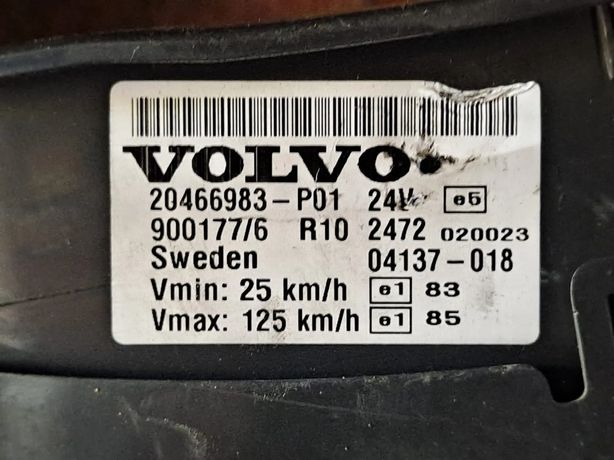 VOLVO
20466983-P01 24V e5
900177/6 R10 2472 020023
Sweden 04137-018
Vmin: 25 km/h e1 83
Vmax: 125 km/h e1 85